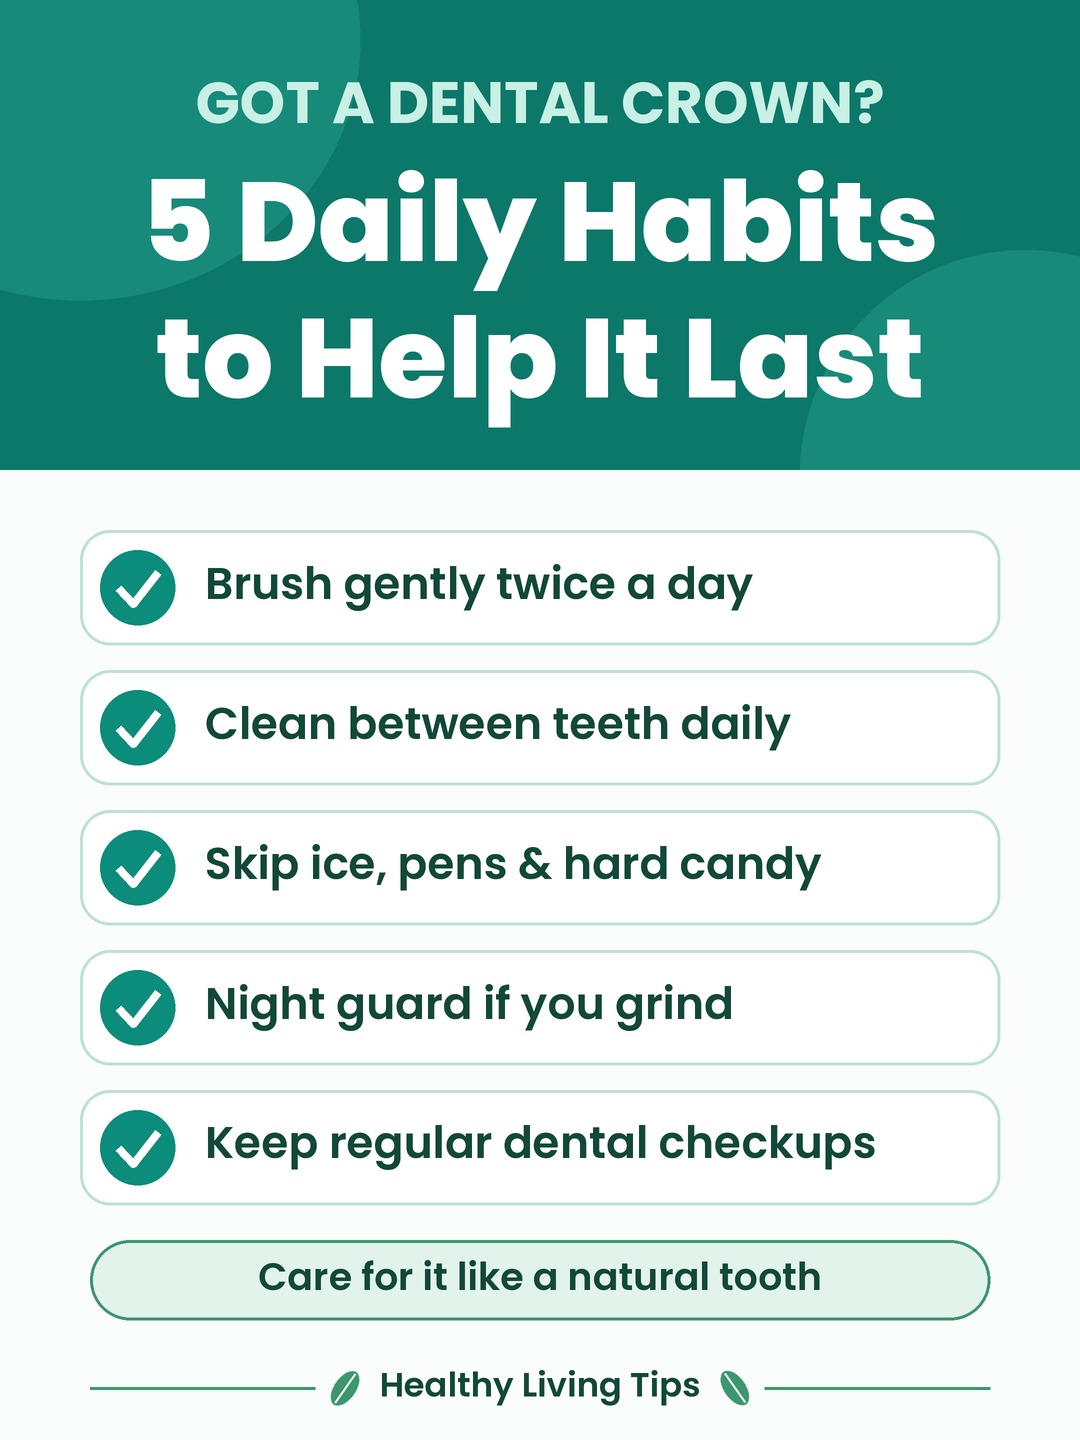 GOT A DENTAL CROWN?
5 Daily Habits
to Help It Last
Brush gently twice a day
Clean between teeth daily
Skip ice, pens & hard candy
Night guard if you grind
Keep regular dental checkups
Care for it like a natural tooth
Healthy Living Tips